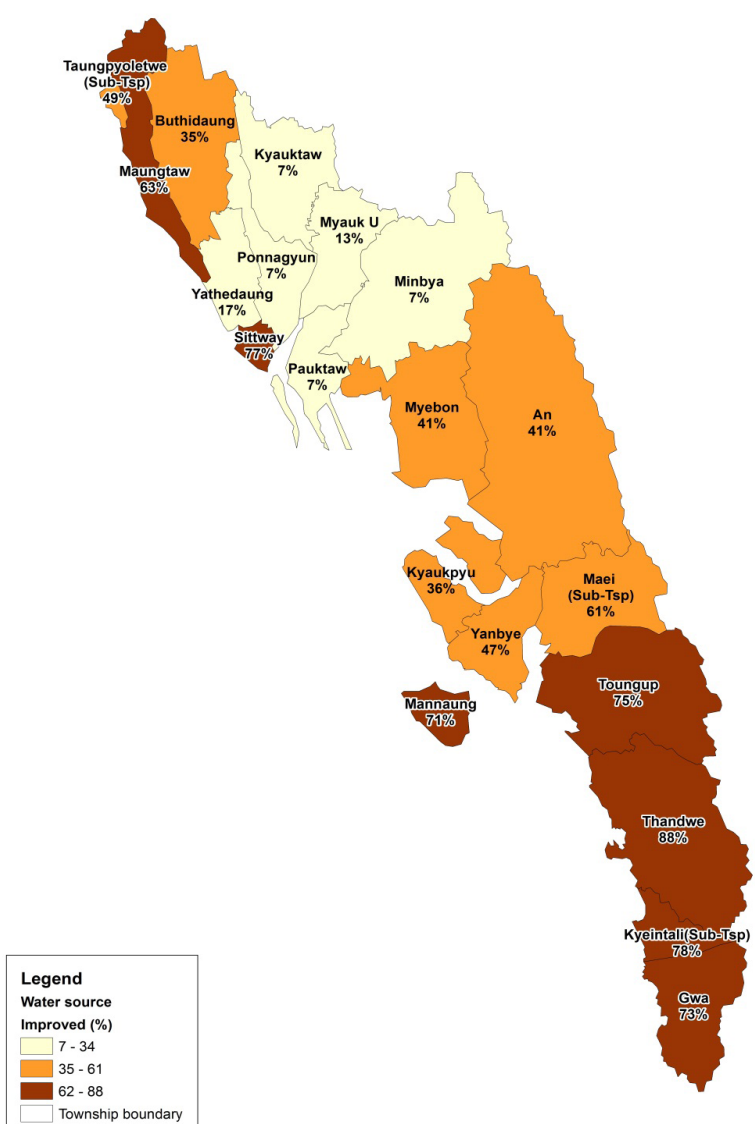 Taungpyoletwe
(Sub-Tsp)
49%
Buthidaung
35%
Kyauktaw
7%
Maungtaw
63%
Myauk U
13%
Ponnagyun
7%
Minbya
7%
Yathedaung
17%
Sittway
77%
Pauktaw
7%
Myebon
41%
An
41%
Kyaukpyu
36%
Maei
(Sub-Tsp)
61%
Yanbye
47%
Toungup
75%
Mannaung
71%
Thandwe
88%
Kyeintali(Sub-Tsp)
78%
Gwa
73%
Legend
Water source
Improved (%)
7 - 34
35 - 61
62 - 88
Township boundary